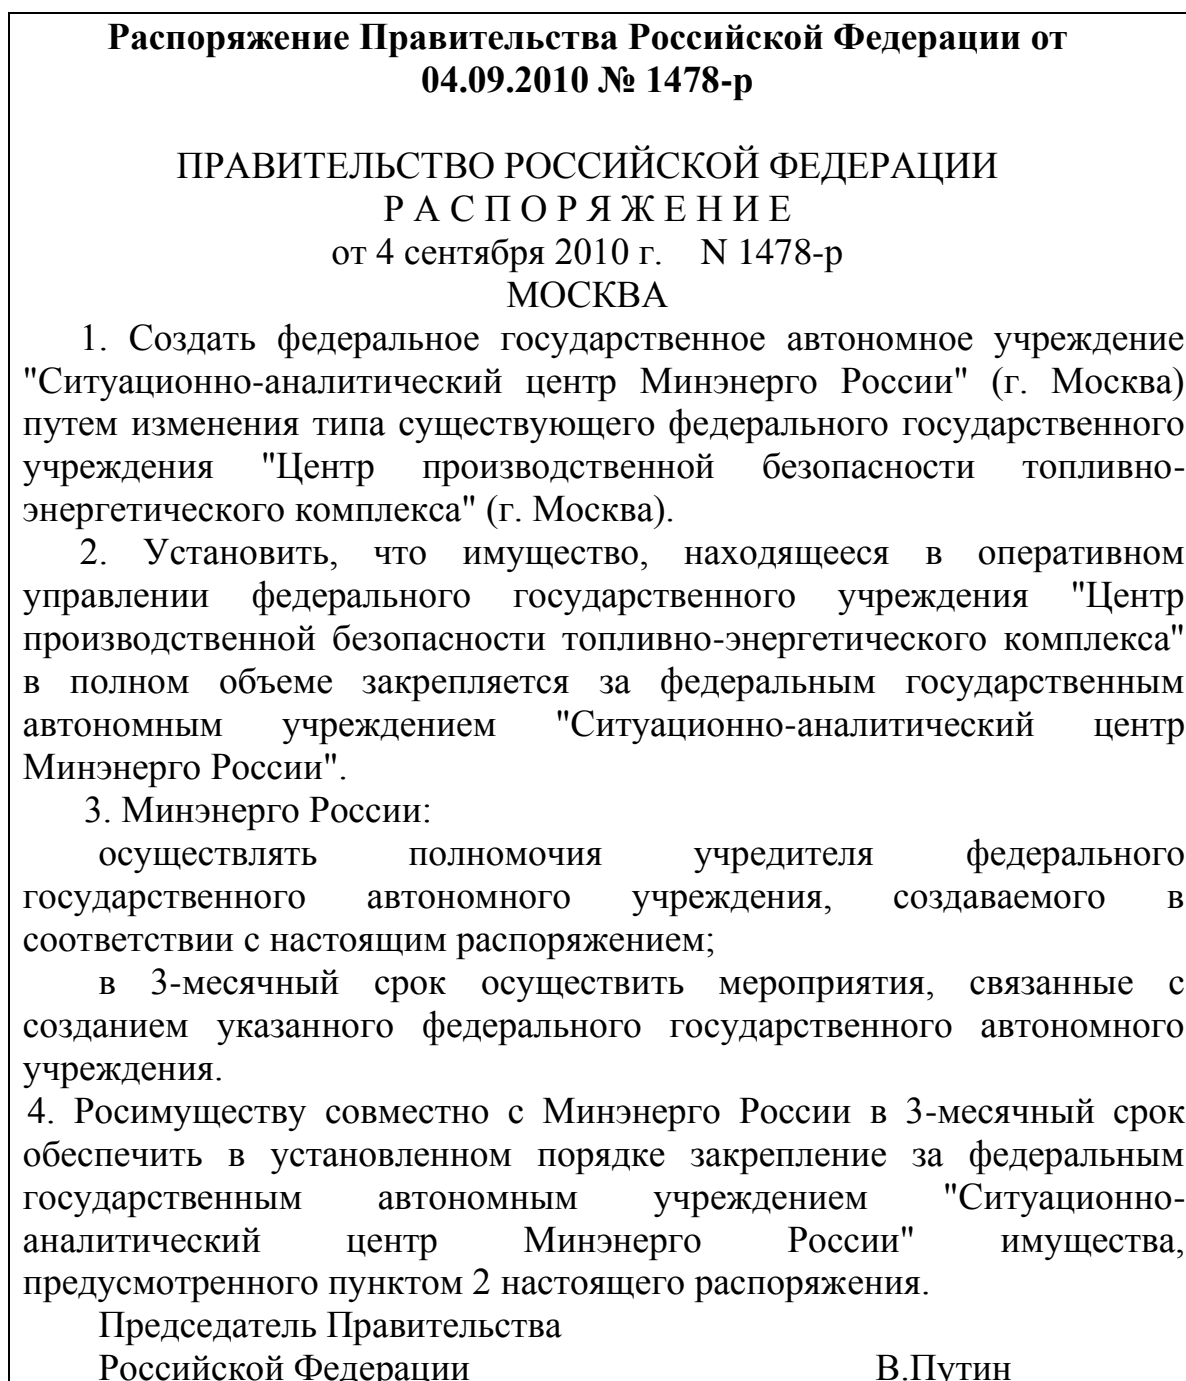 Распоряжение Правительства Российской Федерации от
04.09.2010 № 1478-р
ПРАВИТЕЛЬСТВО РОССИЙСКОЙ ФЕДЕРАЦИИ
Р А С П О Р Я Ж Е Н И Е
от 4 сентября 2010 г. N 1478-р
МОСКВА
1. Создать федеральное государственное автономное учреждение
"Ситуационно-аналитический центр Минэнерго России" (г. Москва)
путем изменения типа существующего федерального государственного
учреждения "Центр производственной безопасности топливно-
энергетического комплекса" (г. Москва).
2. Установить, что имущество, находящееся в оперативном
управлении федерального государственного учреждения "Центр
производственной безопасности топливно-энергетического комплекса"
в полном объеме закрепляется за федеральным государственным
автономным учреждением "Ситуационно-аналитический центр
Минэнерго России".
3. Минэнерго России:
осуществлять полномочия учредителя федерального
государственного автономного учреждения, создаваемого в
соответствии с настоящим распоряжением;
в 3-месячный срок осуществить мероприятия, связанные с
созданием указанного федерального государственного автономного
учреждения.
4. Росимуществу совместно с Минэнерго России в 3-месячный срок
обеспечить в установленном порядке закрепление за федеральным
государственным автономным учреждением "Ситуационно-
аналитический центр Минэнерго России" имущества,
предусмотренного пунктом 2 настоящего распоряжения.
Председатель Правительства
Российской Федерации В.Путин